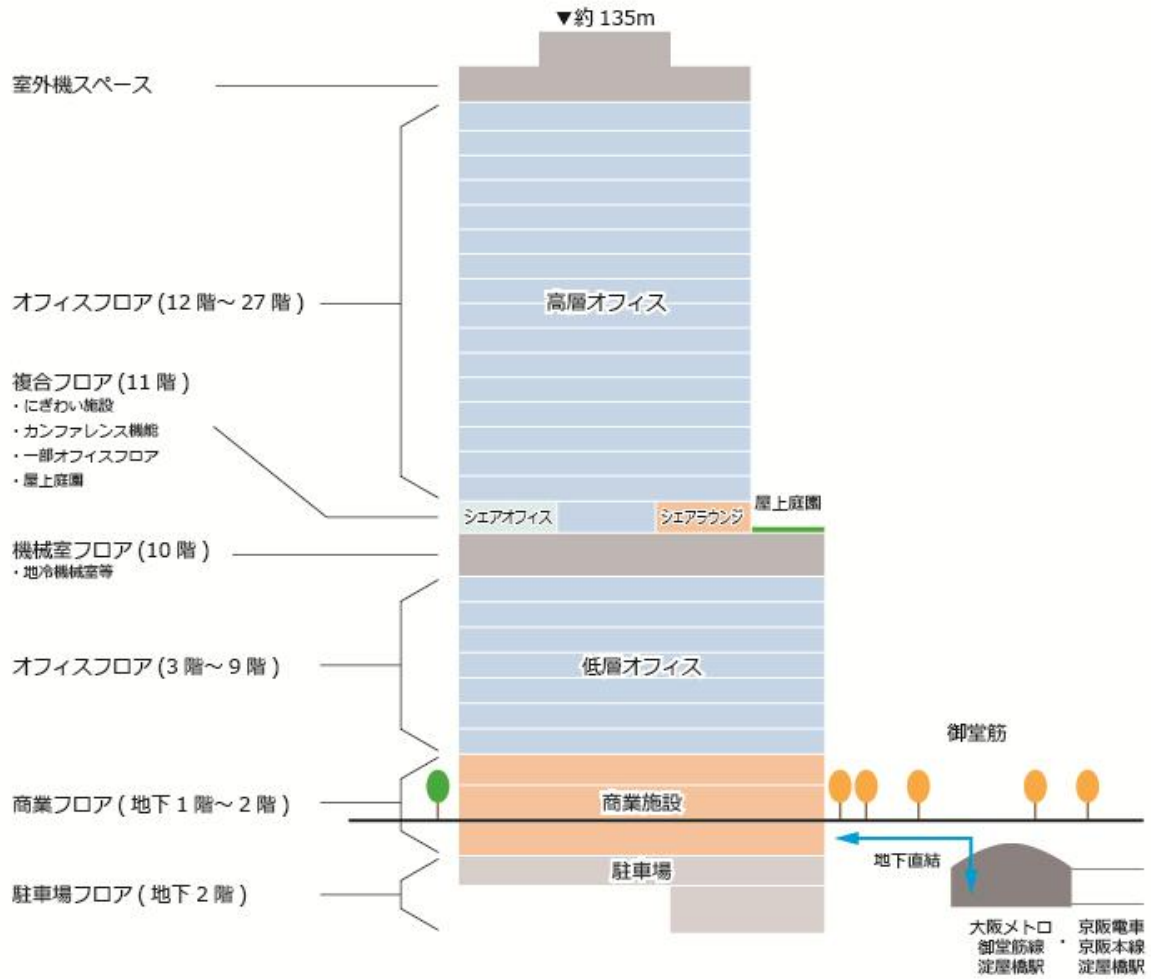 ▼約 135m
室外機スペース
オフィスフロア (12 階～ 27 階 )
高層オフィス
複合フロア (11 階 )
・にぎわい施設
・カンファレンス機能
・一部オフィスフロア
・屋上庭園
シェアオフィス
シェアラウンジ
屋上庭園
機械室フロア (10 階 )
・地冷機械室等
オフィスフロア (3 階～ 9 階 )
低層オフィス
御堂筋
商業フロア ( 地下 1 階～ 2 階 )
商業施設
地下直結
駐車場
駐車場フロア ( 地下 2 階 )
大阪メトロ
御堂筋線
淀屋橋駅
・
京阪電車
京阪本線
淀屋橋駅